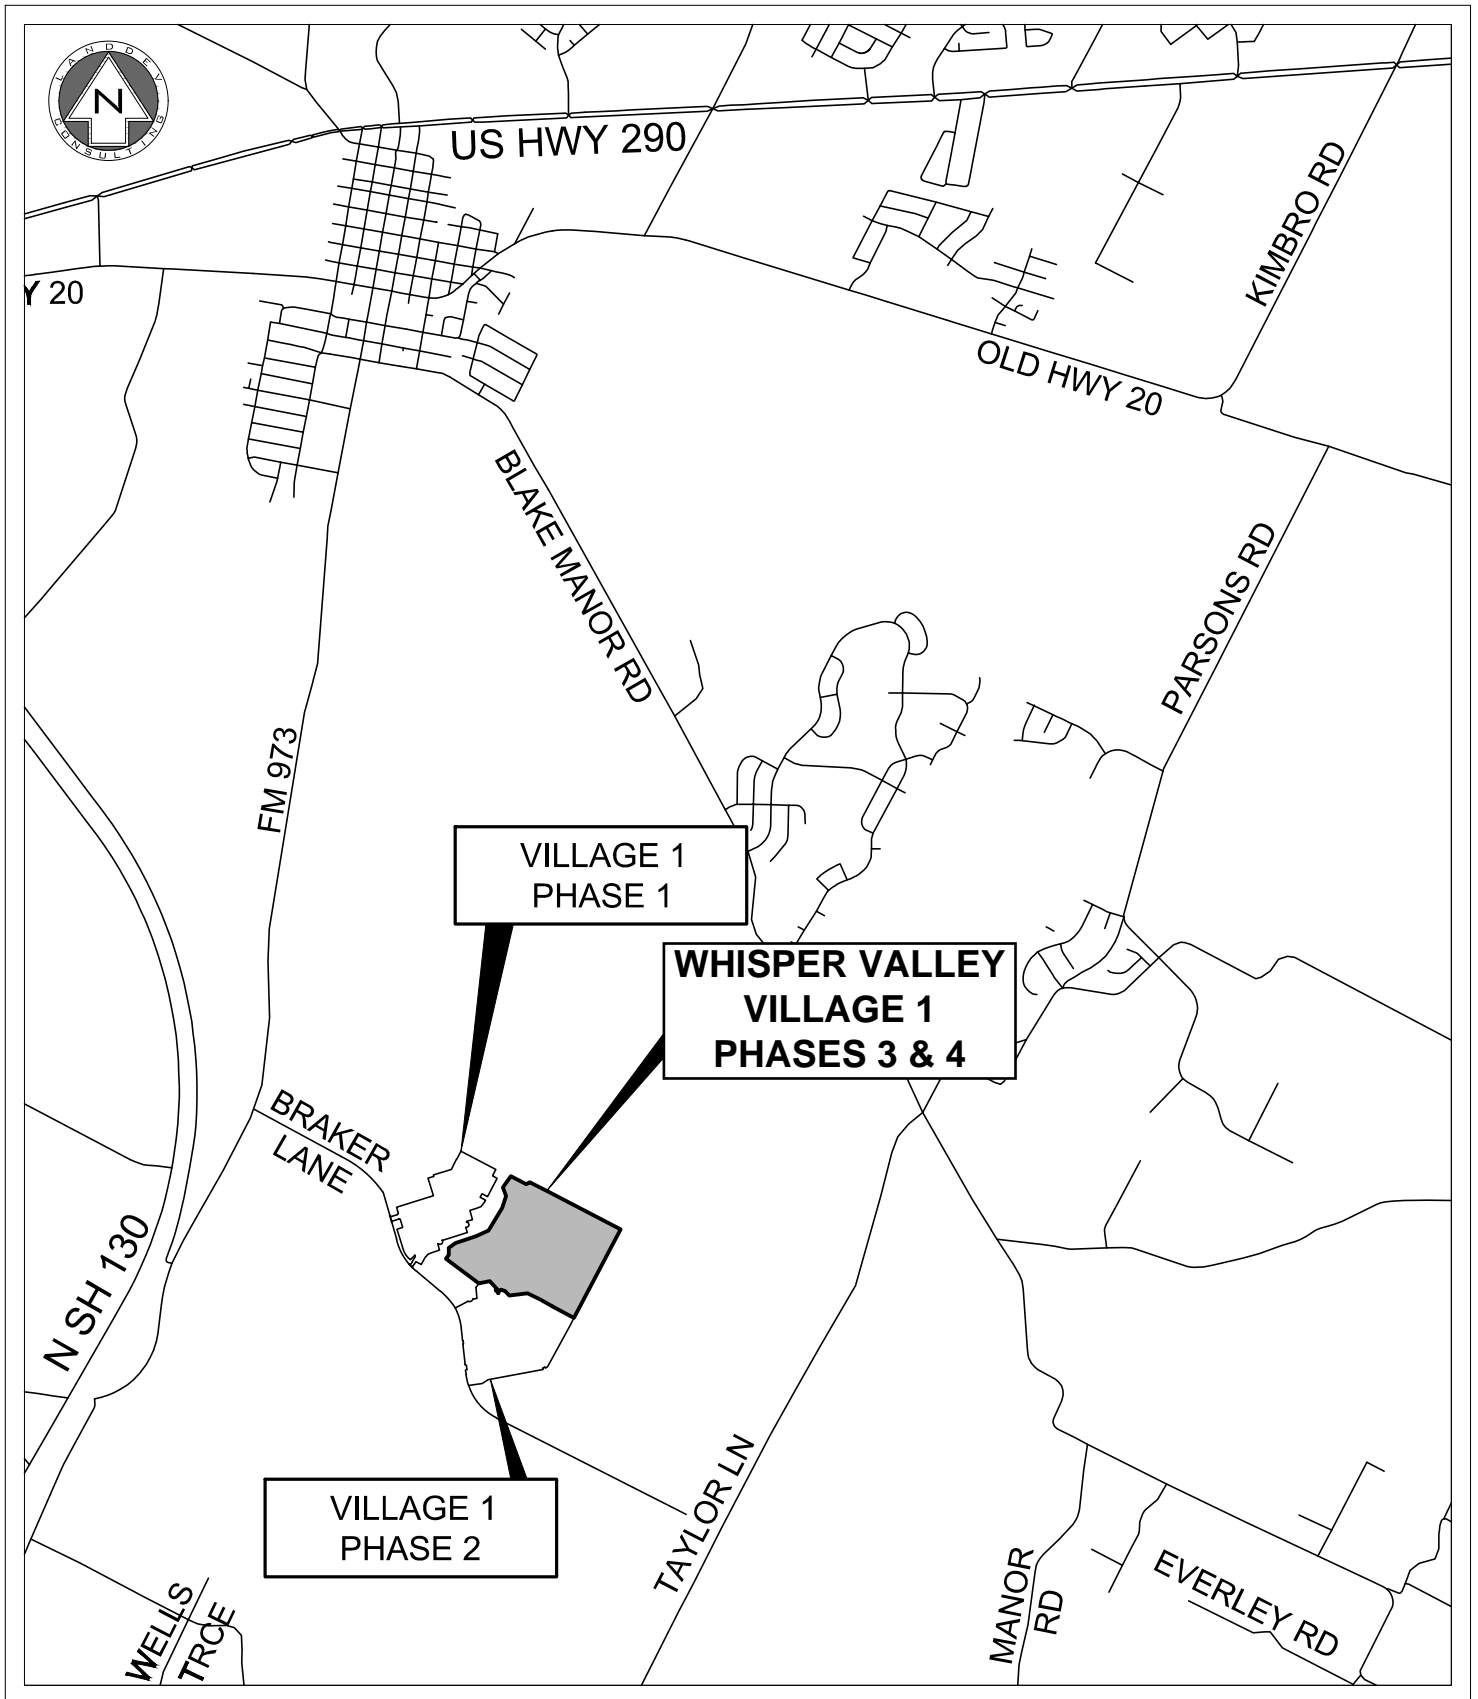 LANDDEV
CONSULTING
N
US HWY 290
KIMBRO RD
Y 20
OLD HWY 20
BLAKE MANOR RD
PARSONS RD
FM 973
VILLAGE 1
PHASE 1
WHISPER VALLEY
VILLAGE 1
PHASES 3 & 4
BRAKER
LANE
N SH 130
TAYLOR LN
VILLAGE 1
PHASE 2
MANOR
RD
EVERLEY RD
WELLS
TRCE